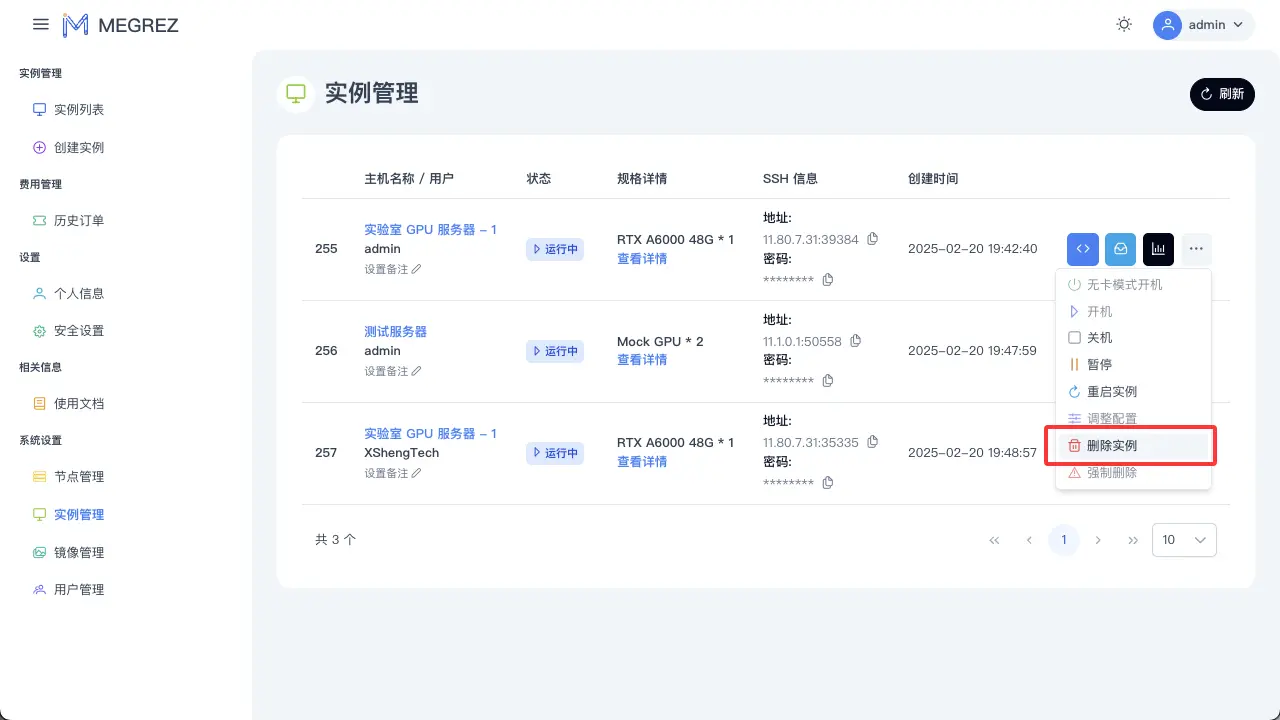 MEGREZ
admin
实例管理
实例列表
创建实例
费用管理
历史订单
设置
个人信息
安全设置
相关信息
使用文档
系统设置
节点管理
实例管理
镜像管理
用户管理
实例管理
刷新
主机名称 / 用户 状态 规格详情 SSH 信息 创建时间
255
实验室 GPU 服务器 - 1
admin
设置备注
运行中
RTX A6000 48G * 1
查看详情
地址:
11.80.7.31:39384
密码:
********
2025-02-20 19:42:40
256
测试服务器
admin
设置备注
运行中
Mock GPU * 2
查看详情
地址:
11.1.0.1:50558
密码:
********
2025-02-20 19:47:59
257
实验室 GPU 服务器 - 1
XShengTech
设置备注
运行中
RTX A6000 48G * 1
查看详情
地址:
11.80.7.31:35335
密码:
********
2025-02-20 19:48:57
无卡模式开机
开机
关机
暂停
重启实例
调整配置
删除实例
强制删除
共 3 个
1
10